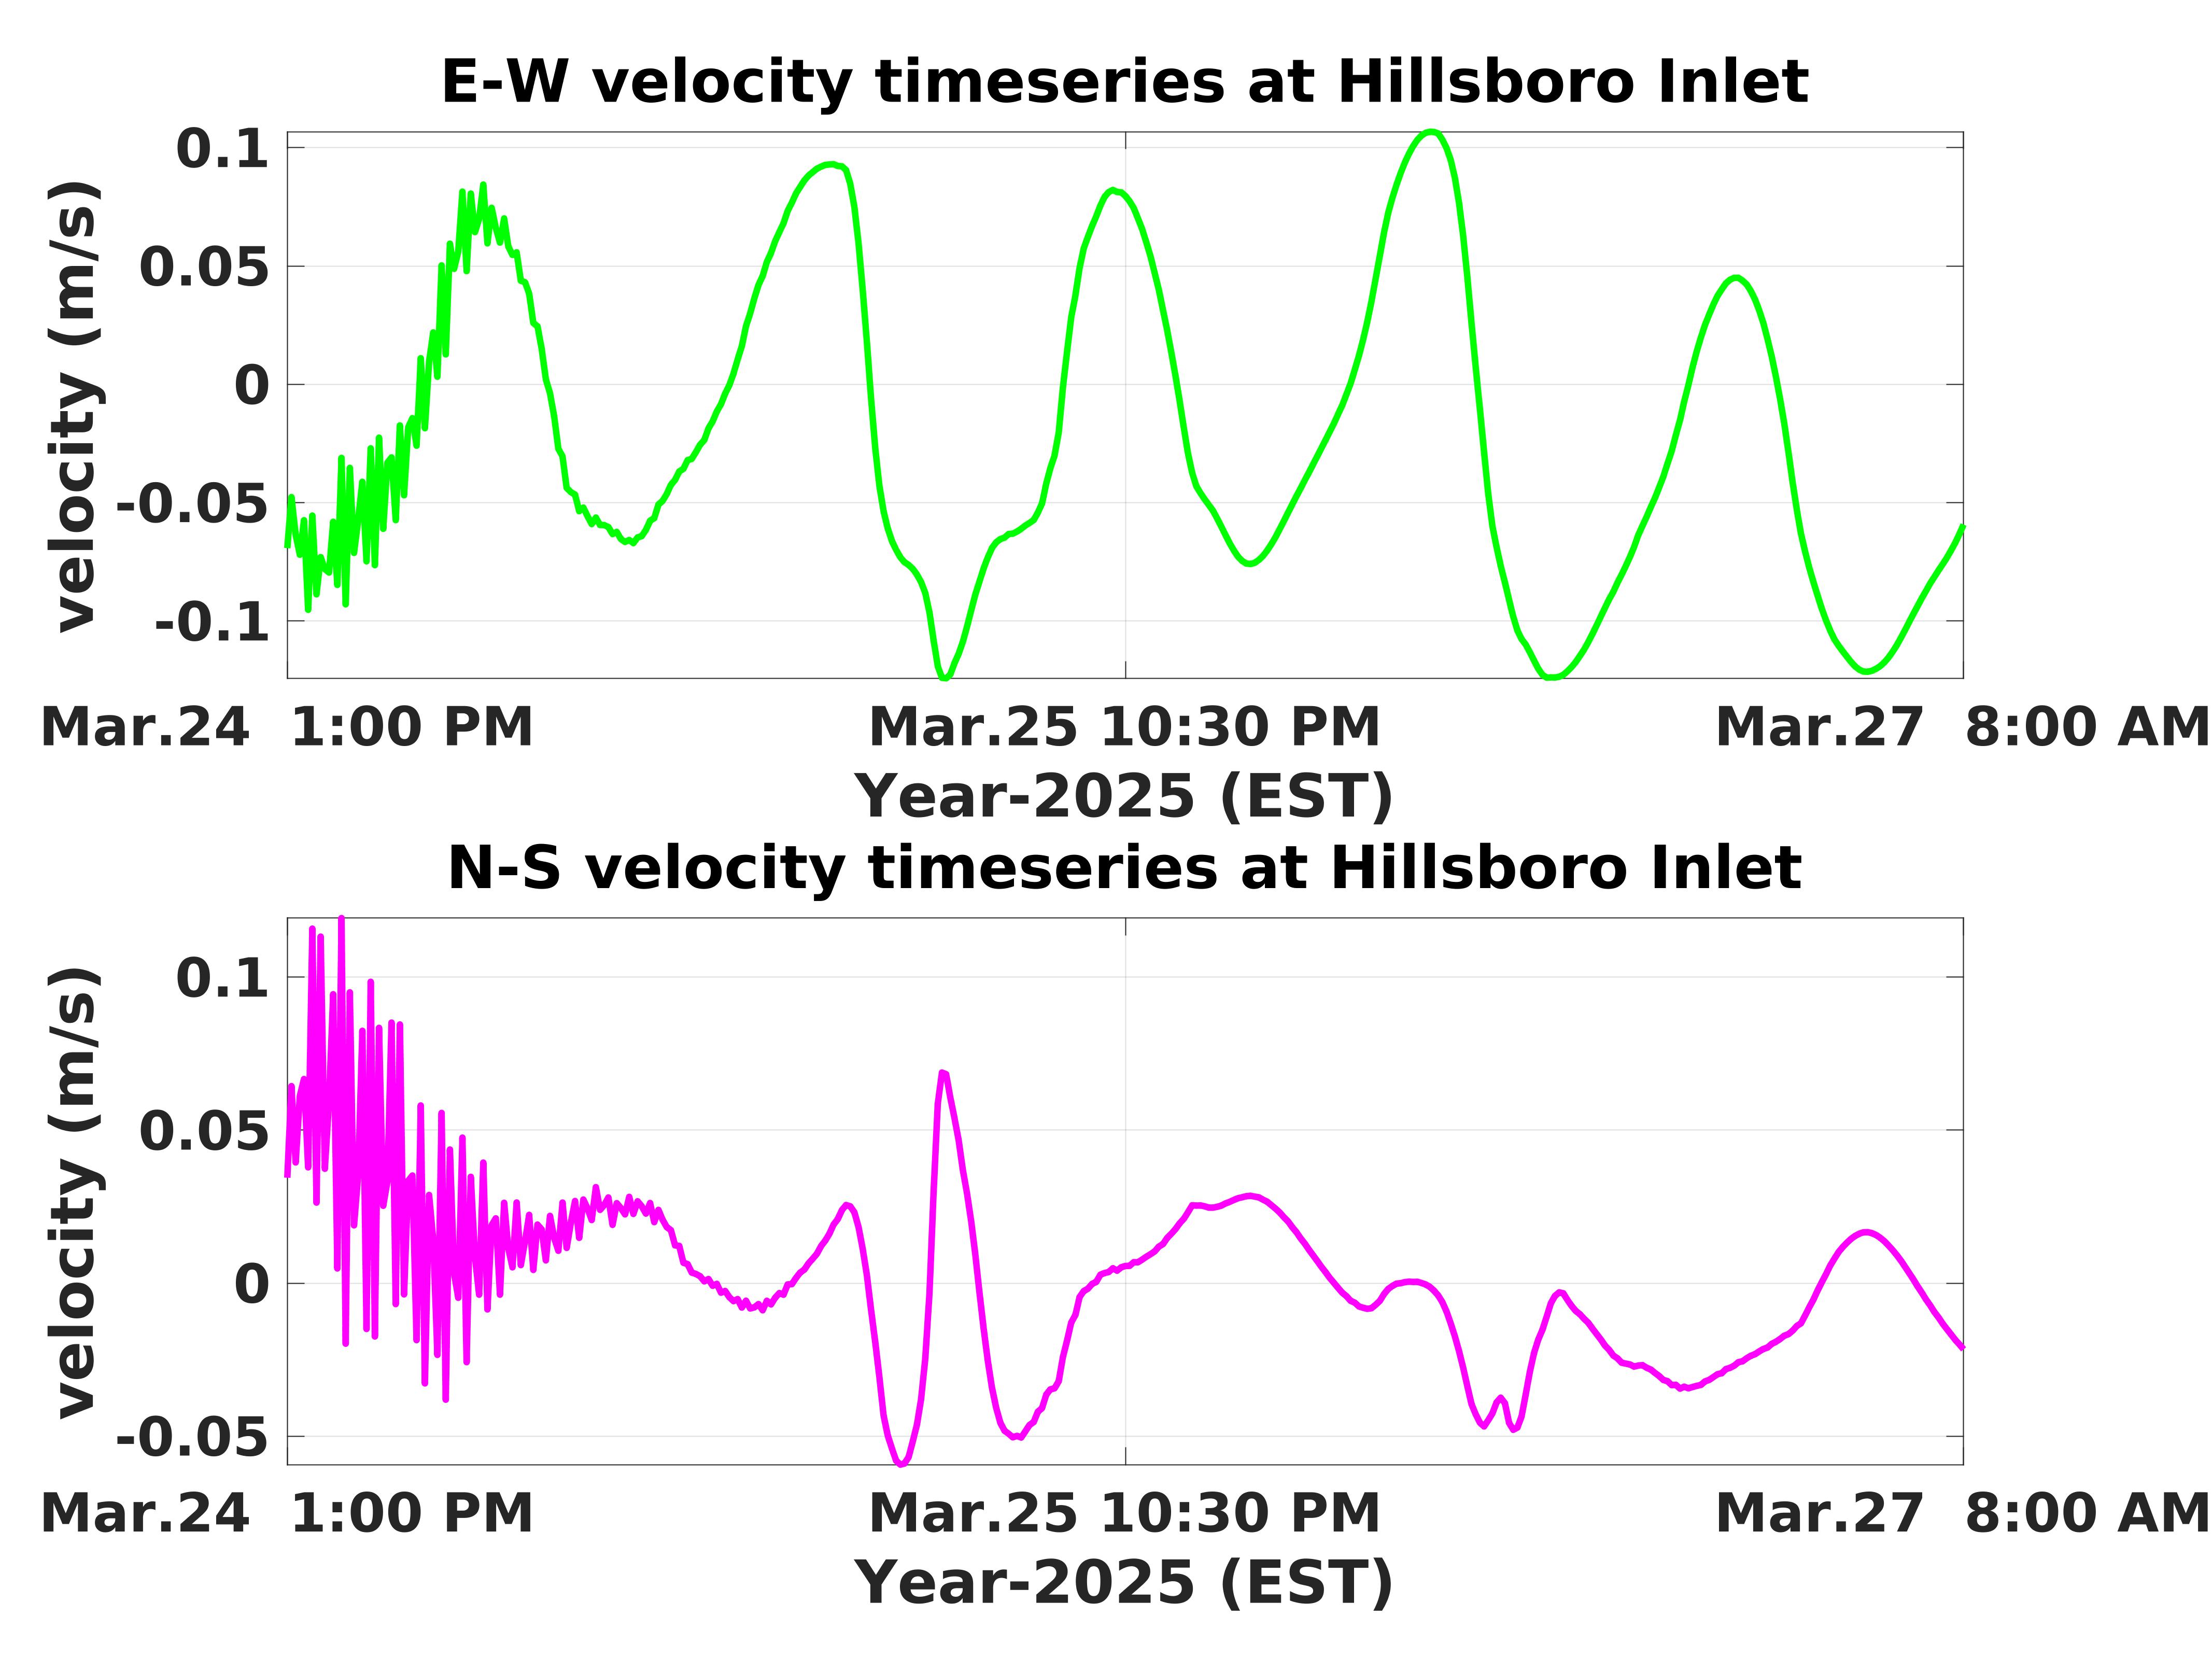 E-W velocity timeseries at Hillsboro Inlet
velocity (m/s)
0.1
0.05
0
-0.05
-0.1
Mar.24 1:00 PM
Mar.25 10:30 PM
Mar.27 8:00 AM
Year-2025 (EST)
N-S velocity timeseries at Hillsboro Inlet
velocity (m/s)
0.1
0.05
0
-0.05
Mar.24 1:00 PM
Mar.25 10:30 PM
Mar.27 8:00 AM
Year-2025 (EST)